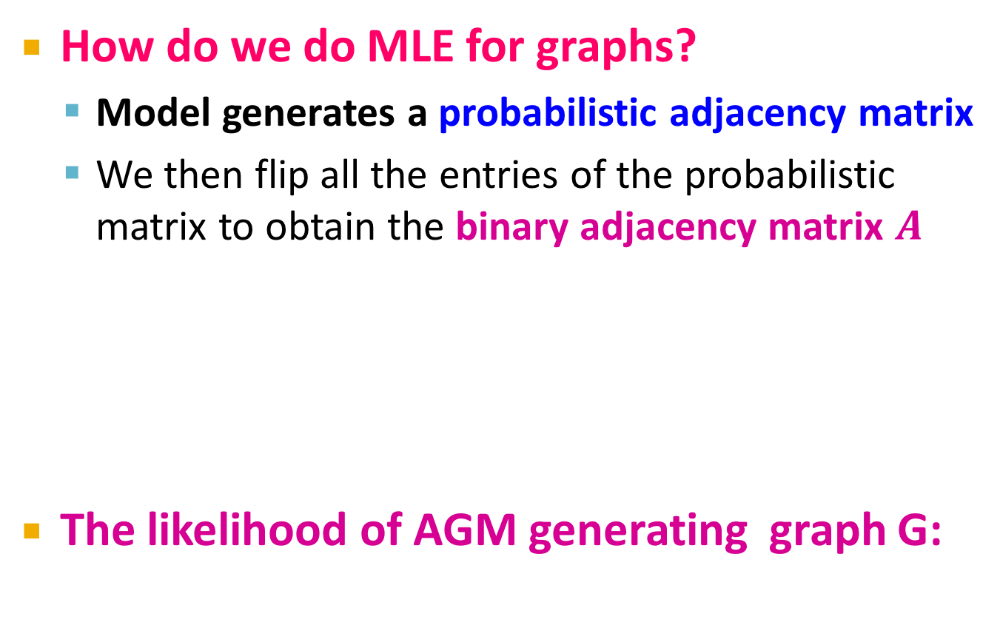 How do we do MLE for graphs?
Model generates a probabilistic adjacency matrix
We then flip all the entries of the probabilistic
matrix to obtain the binary adjacency matrix A
The likelihood of AGM generating  graph G: